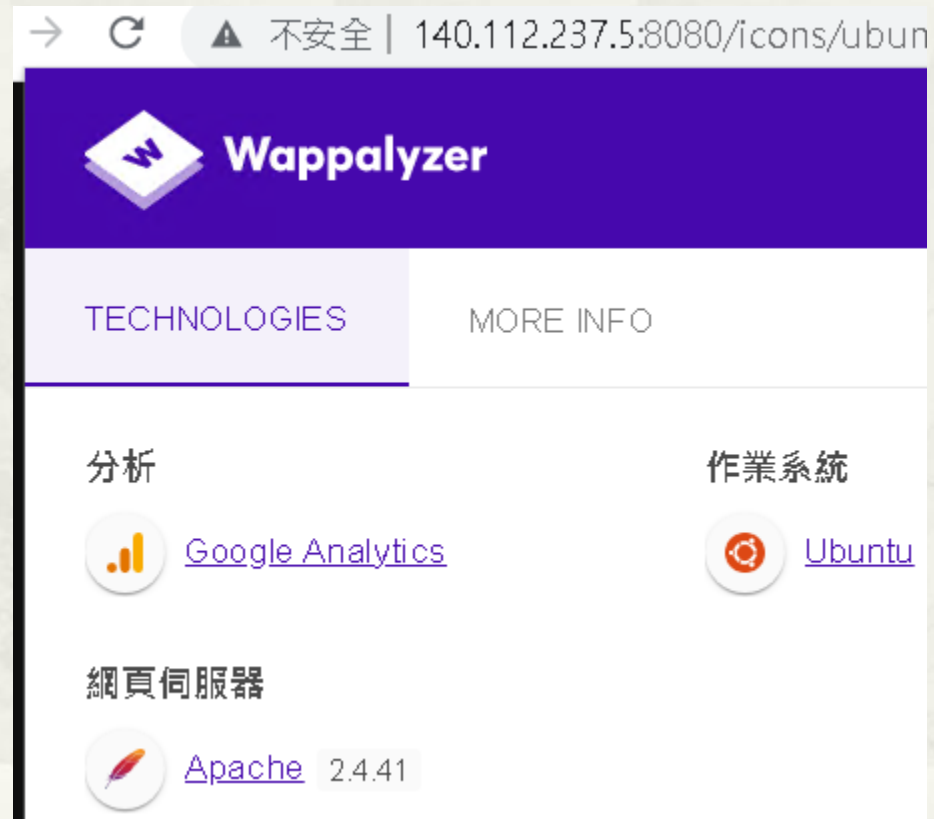 不安全 | 140.112.237.5:8080/icons/ubun
Wappalyzer
TECHNOLOGIES MORE INFO
分析 作業系統
Google Analytics Ubuntu
網頁伺服器
Apache 2.4.41